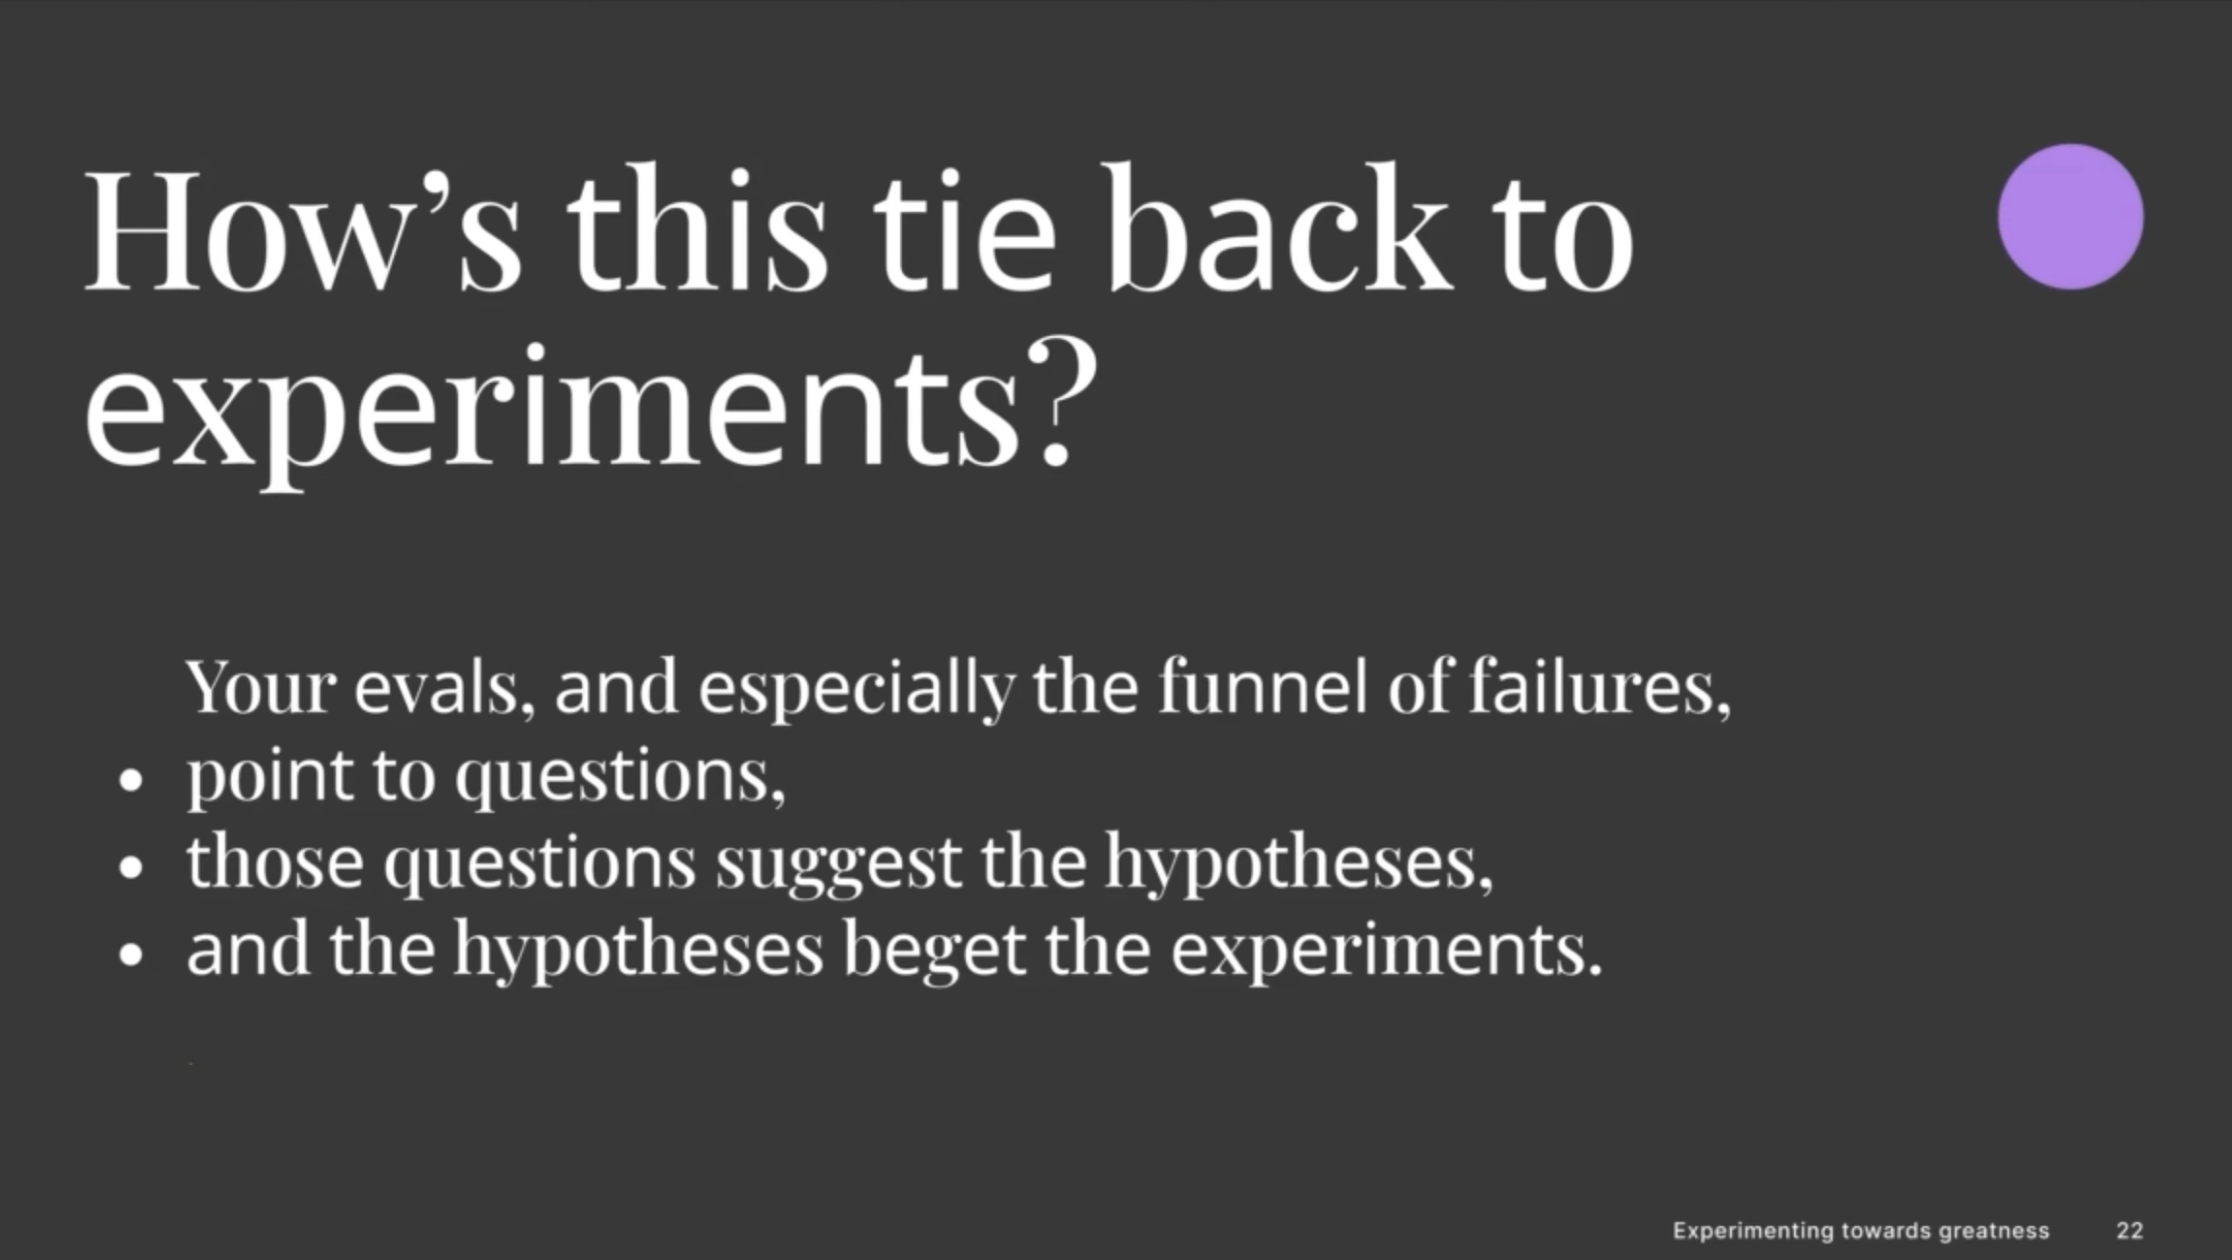 How’s this tie back to
experiments?
Your evals, and especially the funnel of failures,
• point to questions,
• those questions suggest the hypotheses,
• and the hypotheses beget the experiments.
Experimenting towards greatness 22